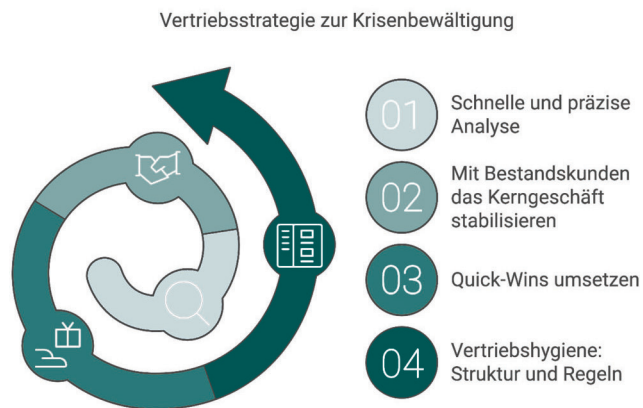 Vertriebsstrategie zur Krisenbewältigung
01
Schnelle und präzise
Analyse
02
Mit Bestandskunden
das Kerngeschäft
stabilisieren
03
Quick-Wins umsetzen
04
Vertriebshygiene:
Struktur und Regeln